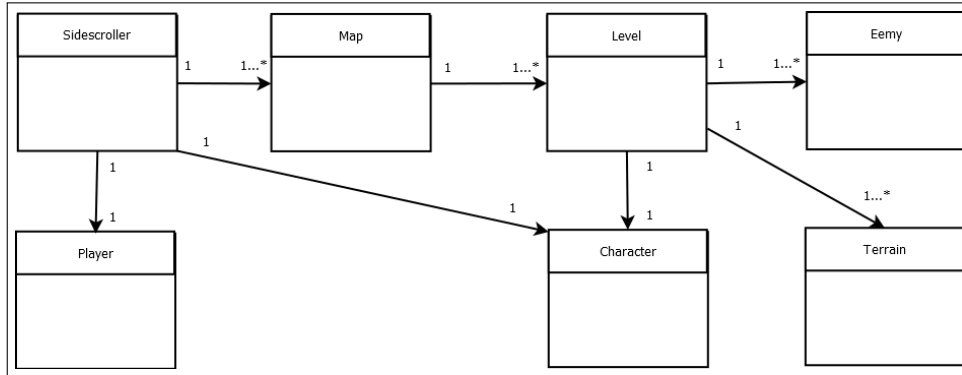 Sidescroller
Map
Level
Eemy
1
1...*
1
1...*
1
1...*
1
1
1
1
1
1
1
1...*
Player
Character
Terrain